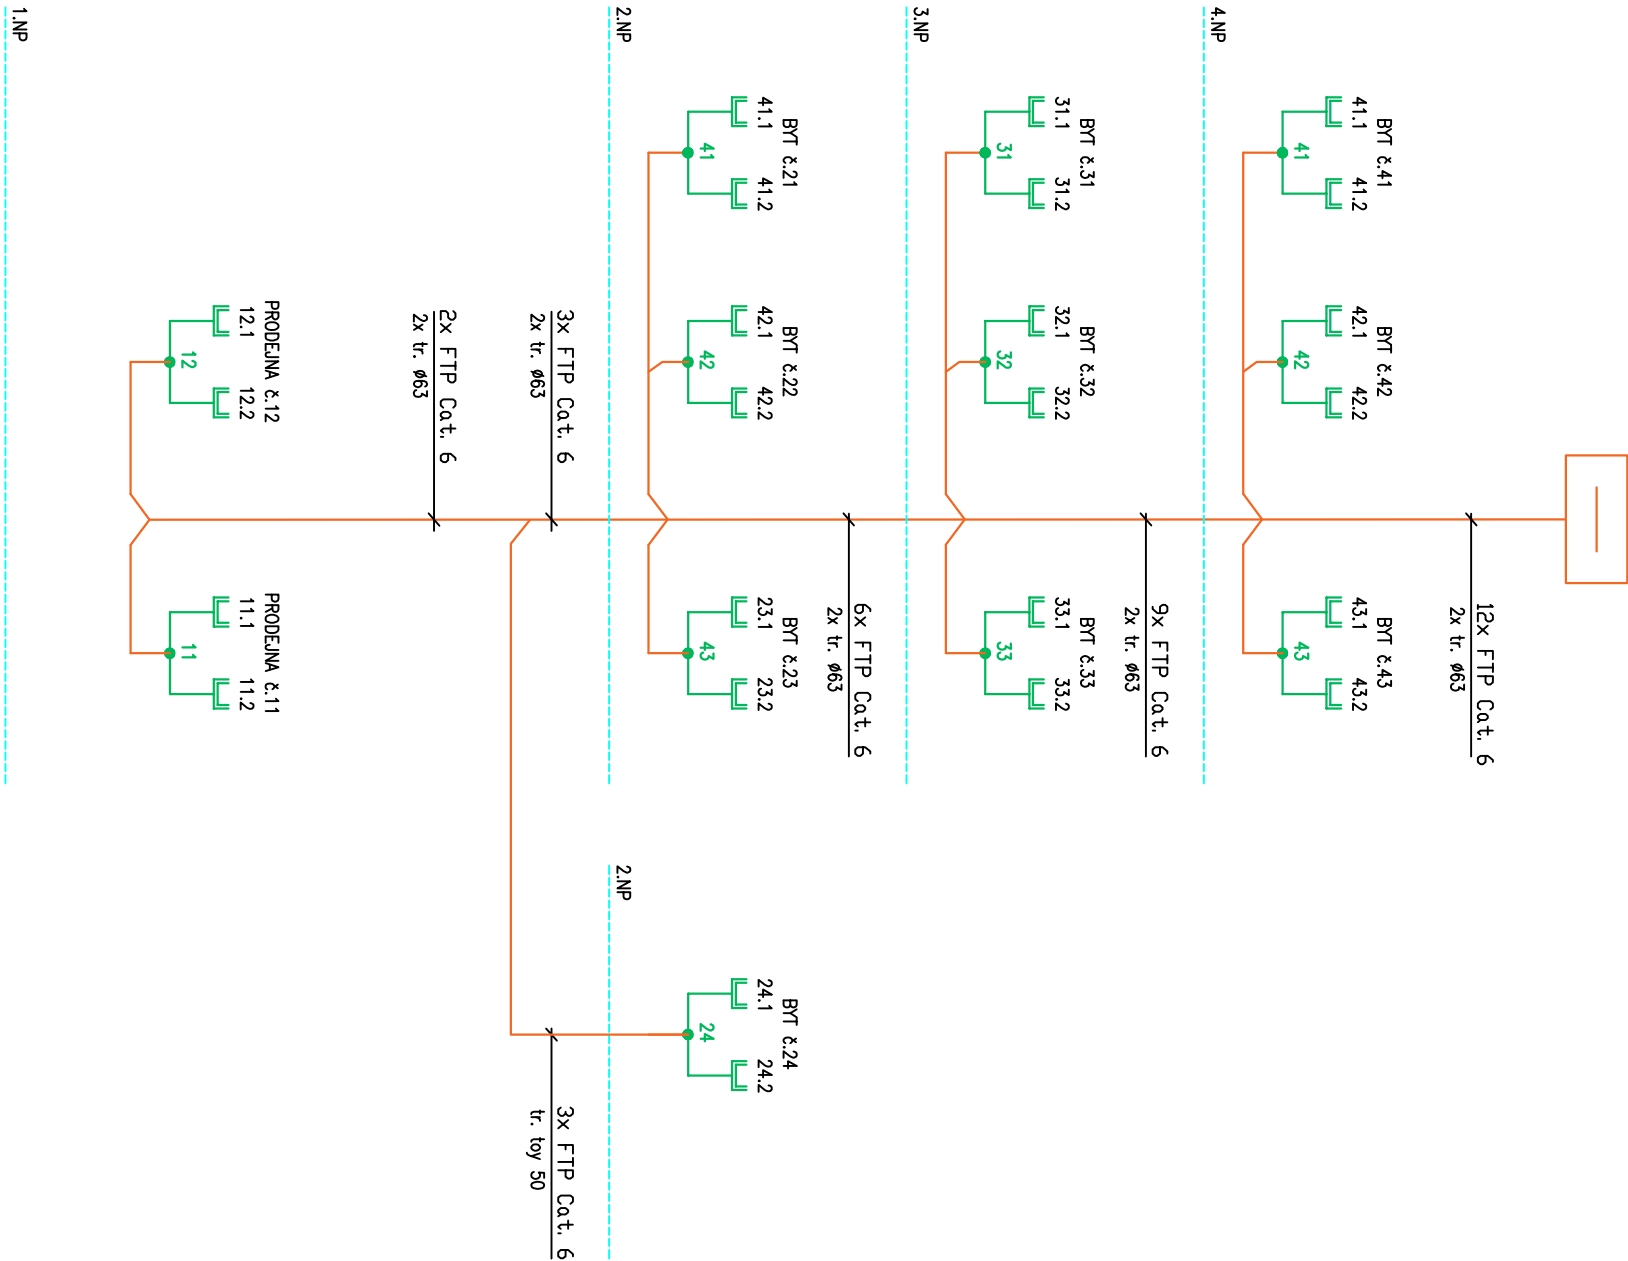 12x FTP Cat. 6
2x tr. ø63
BYT č.41
41.1
41.2
41
BYT č.42
42.1
42.2
42
BYT č.43
43.1
43.2
43
4.NP
9x FTP Cat. 6
2x tr. ø63
BYT č.31
31.1
31.2
31
BYT č.32
32.1
32.2
32
BYT č.33
33.1
33.2
33
3.NP
6x FTP Cat. 6
2x tr. ø63
BYT č.21
41.1
41.2
41
BYT č.22
42.1
42.2
42
BYT č.23
23.1
23.2
43
BYT č.24
24.1
24.2
24
2.NP
2.NP
3x FTP Cat. 6
2x tr. ø63
3x FTP Cat. 6
tr. toy 50
2x FTP Cat. 6
2x tr. ø63
PRODEJNA č.12
12.1
12.2
12
PRODEJNA č.11
11.1
11.2
11
1.NP